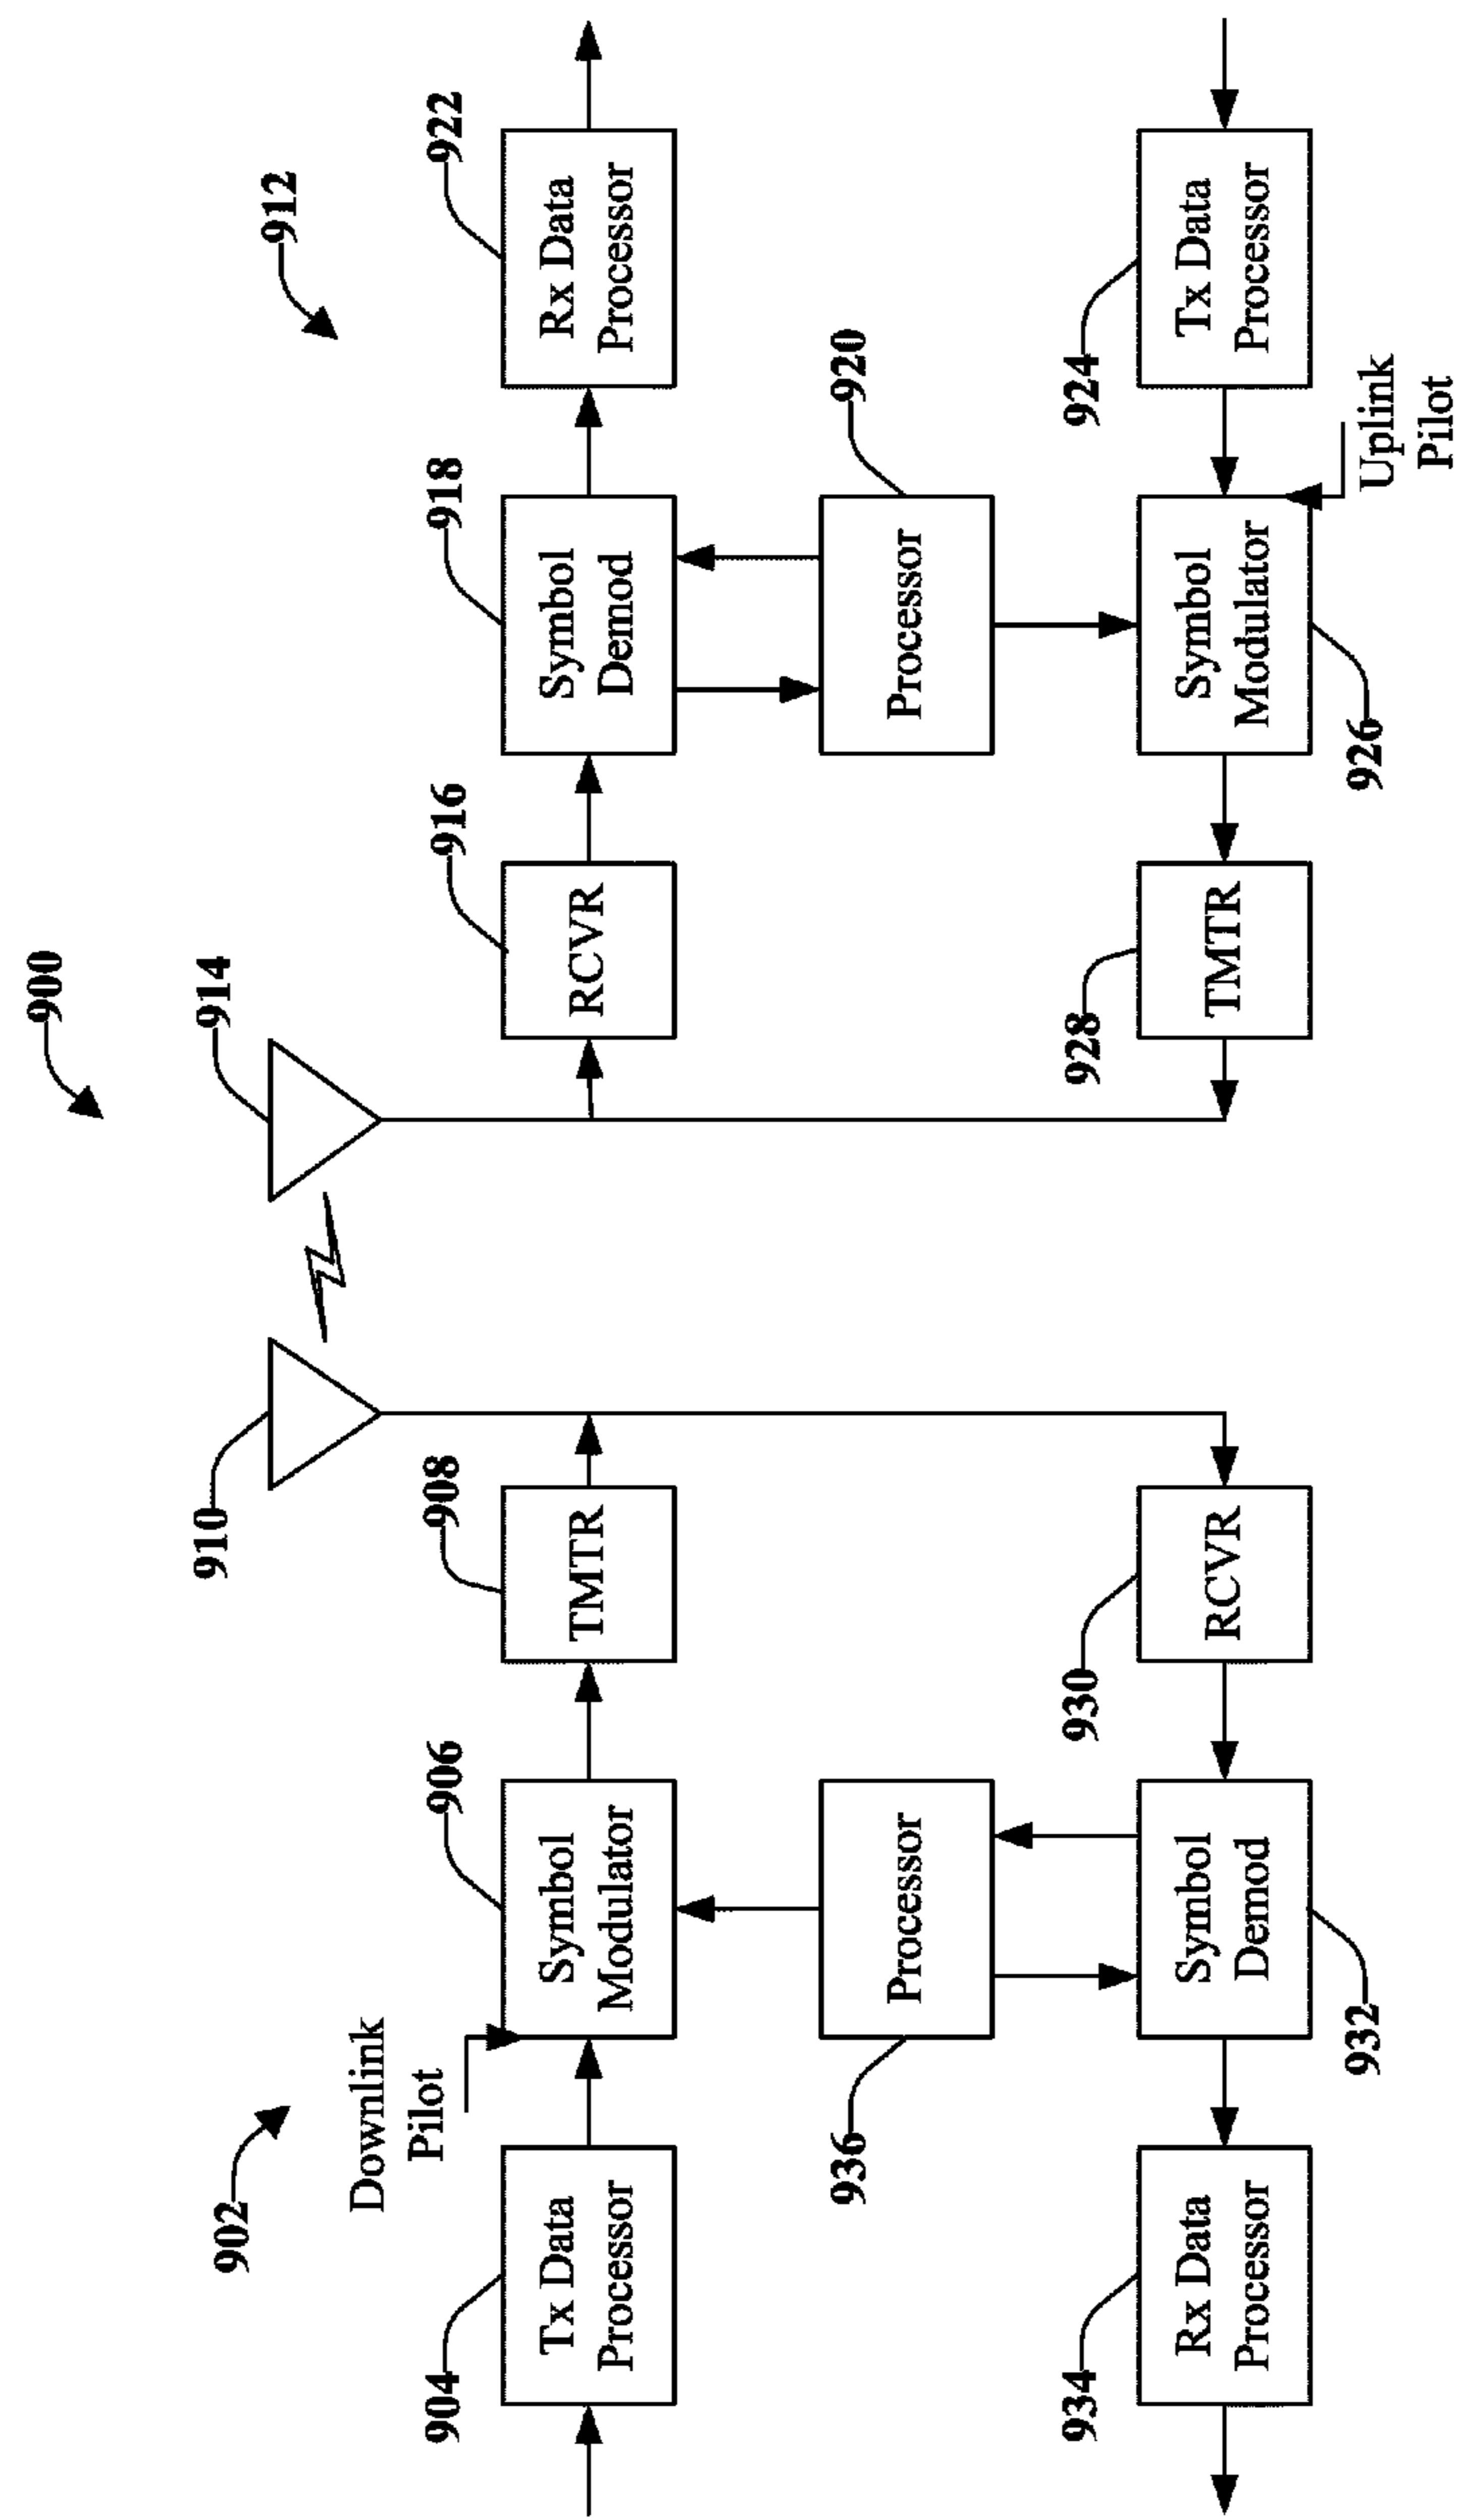 900
902
912
910
914
Downlink
Pilot
904
906
908
916
918
922
Tx Data
Processor
Symbol
Modulator
TMTR
RCVR
Symbol
Demod
Rx Data
Processor
936
920
Processor
Processor
934
930
928
924
Rx Data
Processor
Symbol
Demod
RCVR
TMTR
Symbol
Modulator
Tx Data
Processor
932
926
Uplink
Pilot